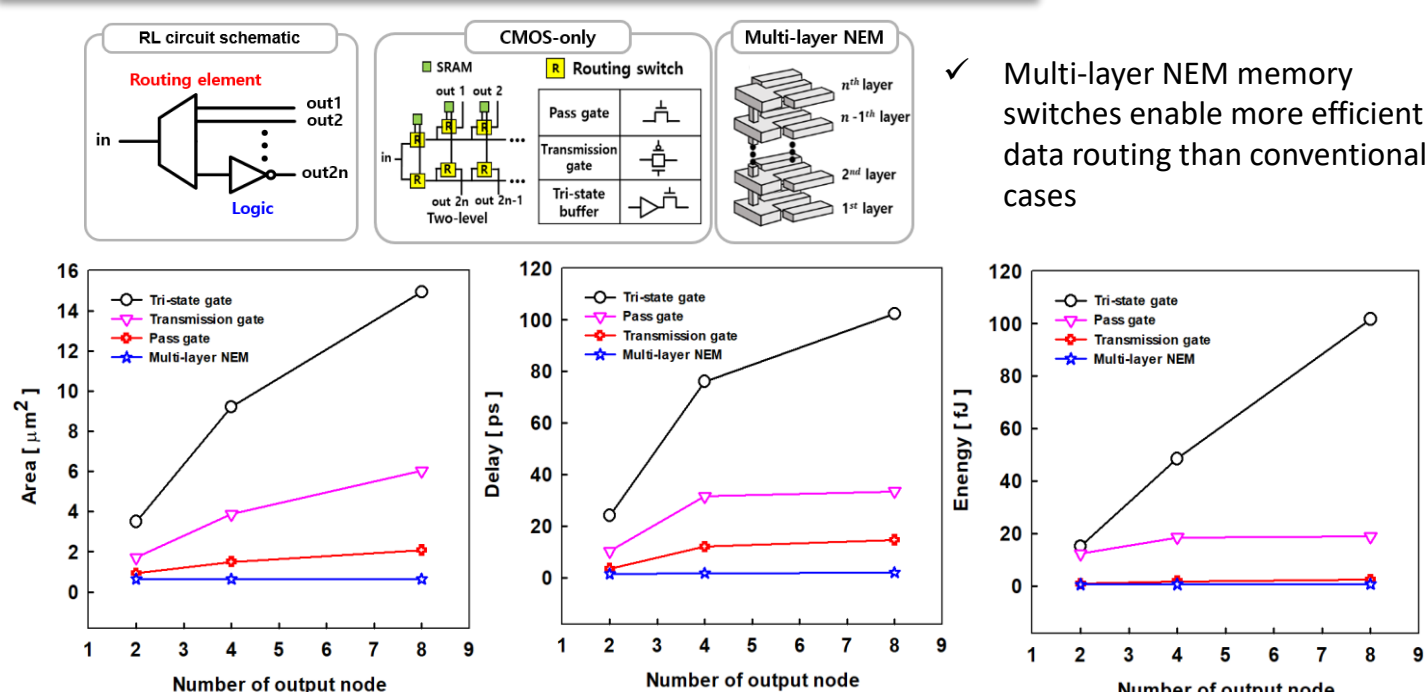 RL circuit schematic
Routing element
in
out1
out2
out2n
Logic
CMOS-only
SRAM
R Routing switch
out 1 out 2
R R R
in
R R R
out 2n out 2n-1
Two-level
Pass gate
Transmission
gate
Tri-state
buffer
Multi-layer NEM
nth layer
n -1th layer
2nd layer
1st layer
✓ Multi-layer NEM memory
switches enable more efficient
data routing than conventional
cases
Area [ μm2 ]
16
14
12
10
8
6
4
2
0
Tri-state gate
Transmission gate
Pass gate
Multi-layer NEM
1 2 3 4 5 6 7 8 9
Number of output node
Delay [ ps ]
120
100
80
60
40
20
0
Tri-state gate
Pass gate
Transmission gate
Multi-layer NEM
1 2 3 4 5 6 7 8 9
Number of output node
Energy [ fJ ]
120
100
80
60
40
20
0
Tri-state gate
Pass gate
Transmission gate
Multi-layer NEM
1 2 3 4 5 6 7 8 9
Number of output node